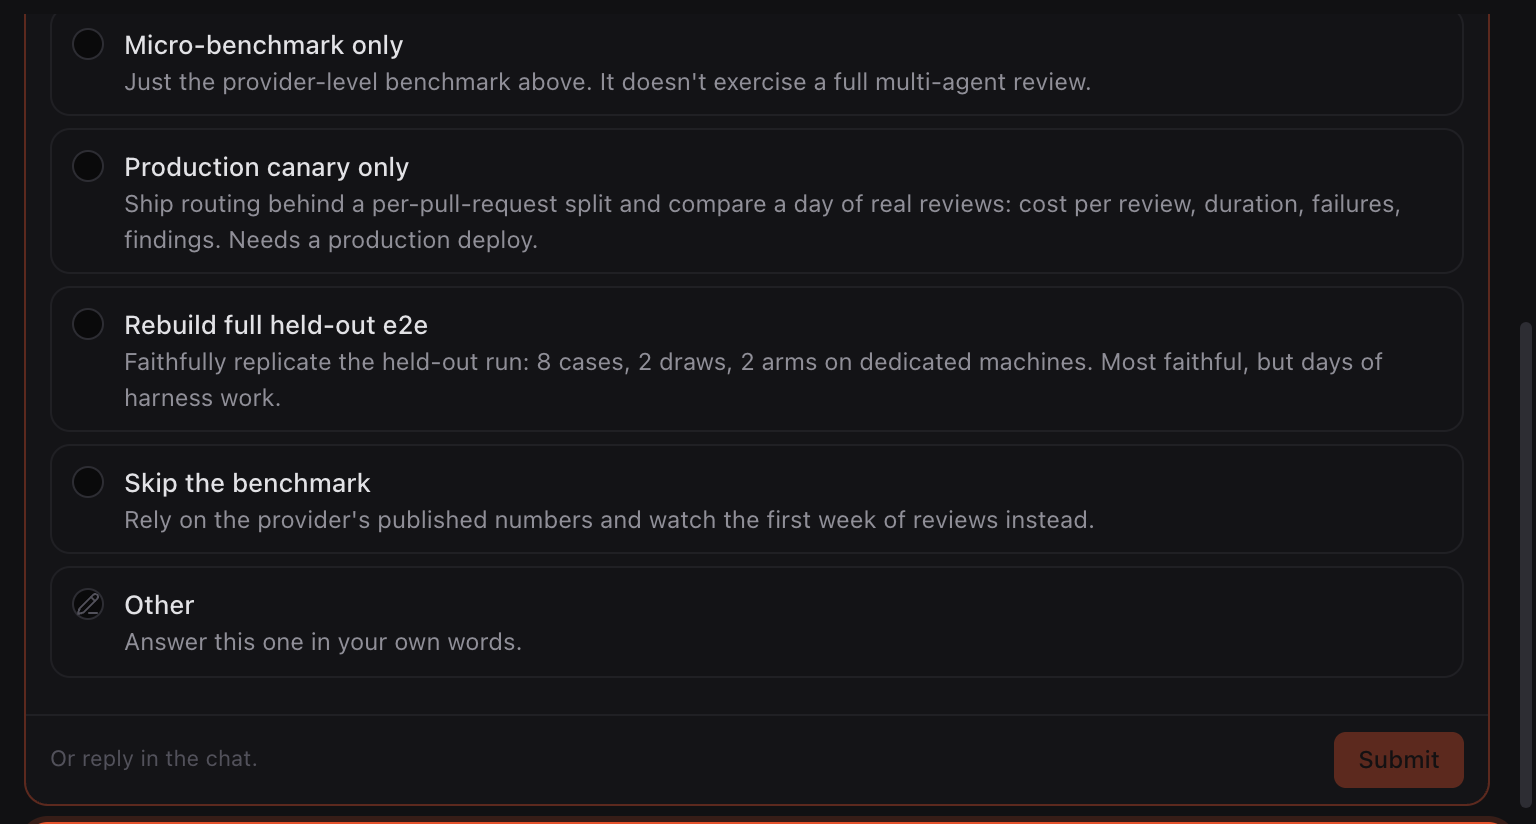 Micro-benchmark only
Just the provider-level benchmark above. It doesn't exercise a full multi-agent review.
Production canary only
Ship routing behind a per-pull-request split and compare a day of real reviews: cost per review, duration, failures,
findings. Needs a production deploy.
Rebuild full held-out e2e
Faithfully replicate the held-out run: 8 cases, 2 draws, 2 arms on dedicated machines. Most faithful, but days of
harness work.
Skip the benchmark
Rely on the provider's published numbers and watch the first week of reviews instead.
Other
Answer this one in your own words.
Or reply in the chat.
Submit